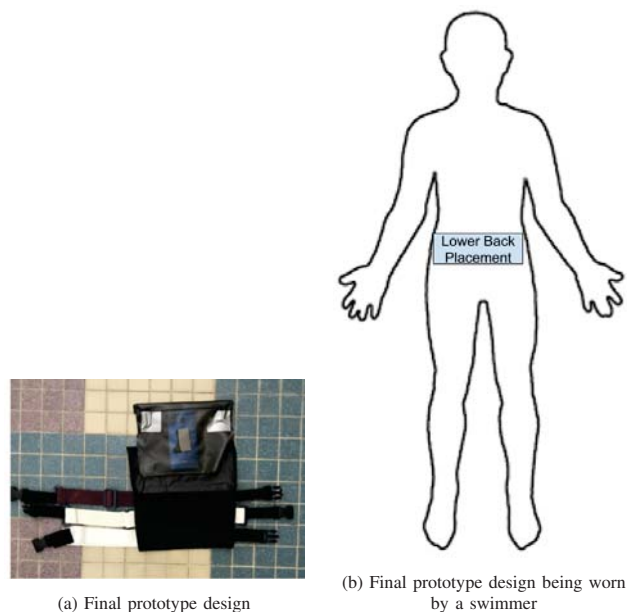 Lower Back
Placement
(a) Final prototype design
(b) Final prototype design being worn
by a swimmer